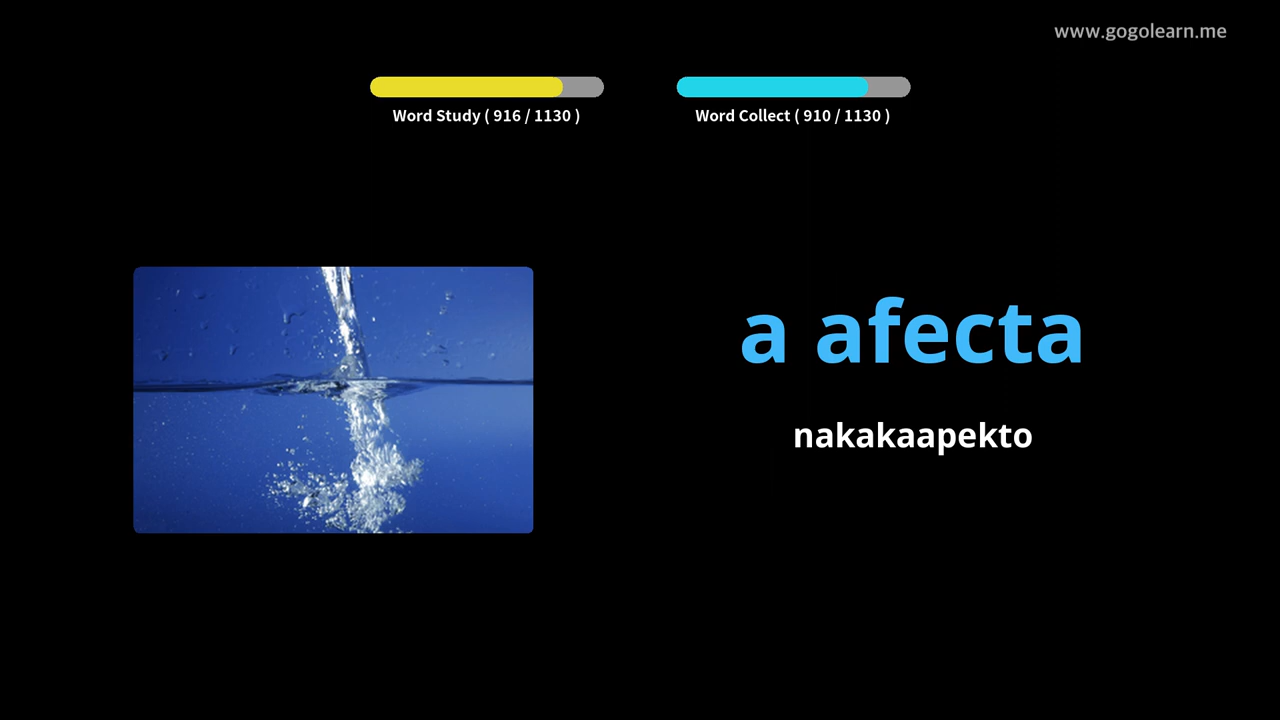 www.gogolearn.me
Word Study ( 916 / 1130 )
Word Collect ( 910 / 1130 )
a afecta
nakakaapekto